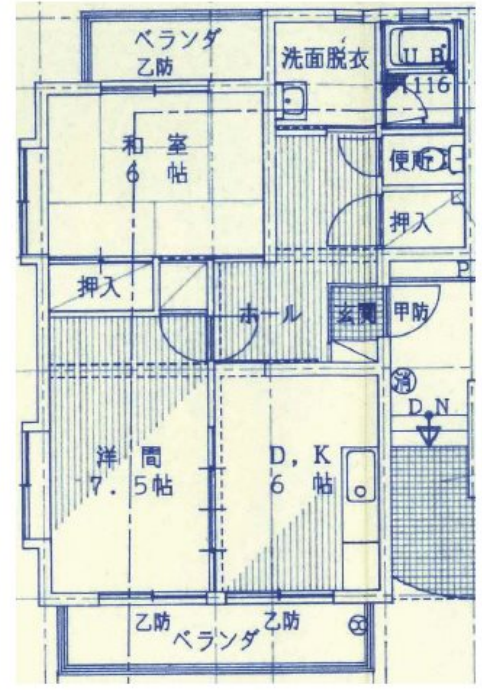 ベランダ
乙防
洗面脱衣
U B
1116
和 室
6 帖
便所
押入
押入
P
ホール
玄関
甲防
消
D N
洋 間
7.5帖
D,K
6 帖
乙防
乙防
ベランダ